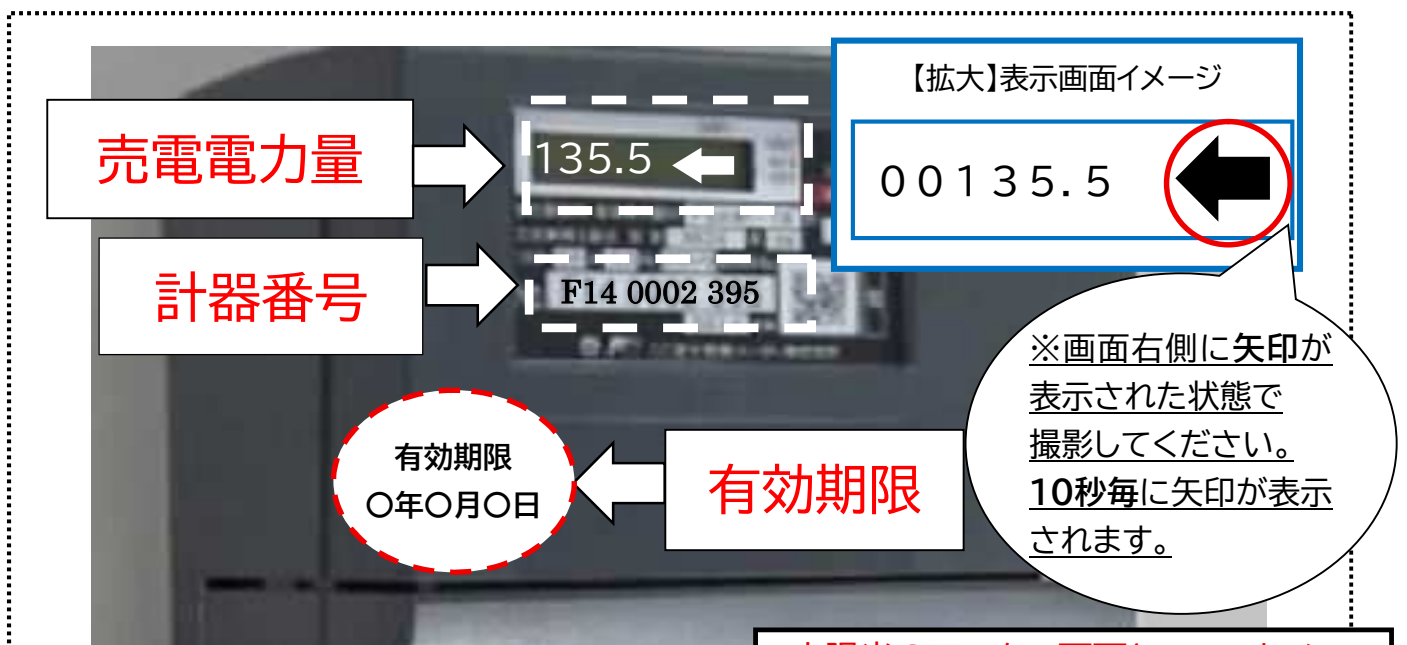 【拡大】表示画面イメージ
売電電力量
135.5
00135.5
計器番号
F14 0002 395
※画面右側に矢印が
表示された状態で
撮影してください。
10秒毎に矢印が表示
されます。
有効期限
〇年〇月〇日
有効期限